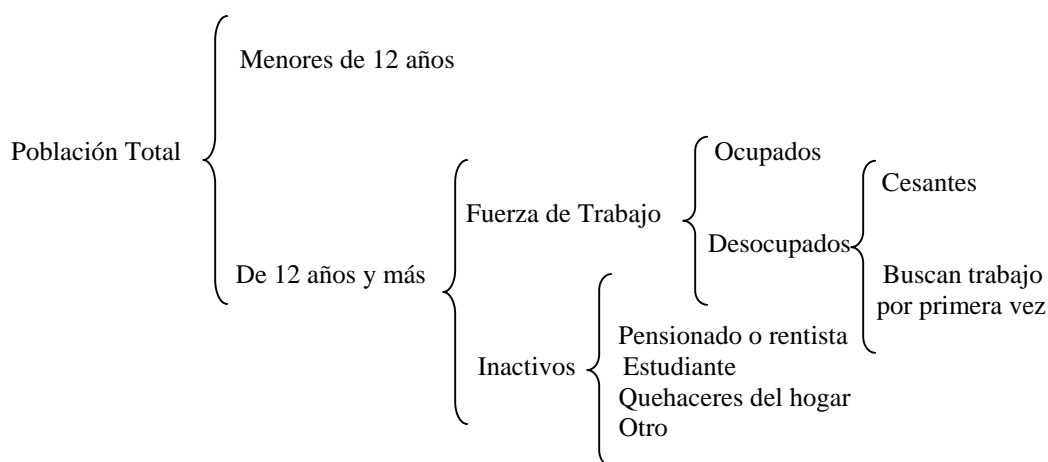 Población Total
Menores de 12 años
De 12 años y más
Fuerza de Trabajo
Ocupados
Desocupados
Cesantes
Buscan trabajo
por primera vez
Inactivos
Pensionado o rentista
Estudiante
Quehaceres del hogar
Otro